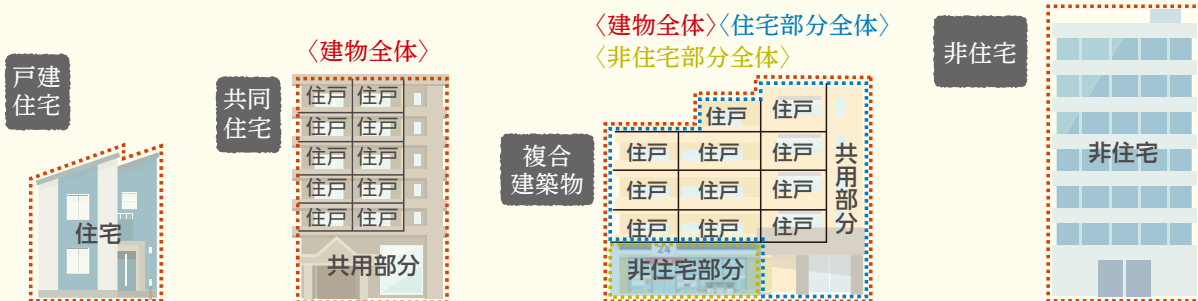 戸建
住宅
住宅
〈建物全体〉
共同
住宅
住戸 住戸
住戸 住戸
住戸 住戸
住戸 住戸
住戸 住戸
共用部分
〈建物全体〉〈住宅部分全体〉
〈非住宅部分全体〉
複合
建築物
住戸 住戸
住戸 住戸 住戸
住戸 住戸 住戸
住戸 住戸 住戸
共用部分
非住宅部分
非住宅
非住宅